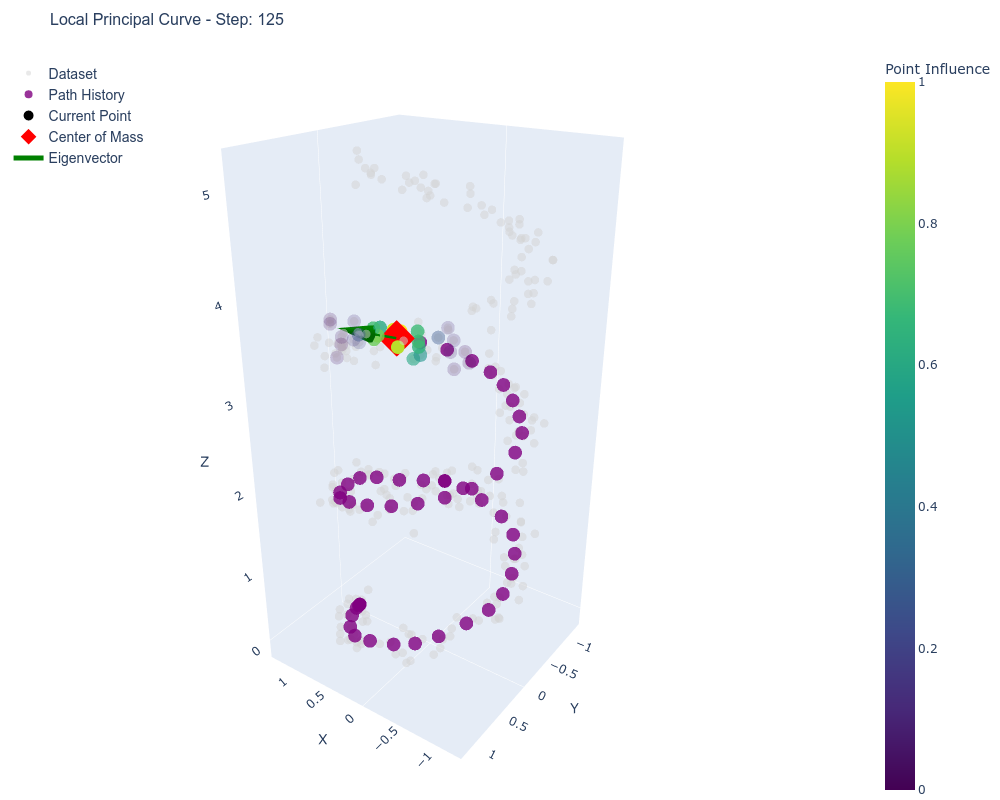 Local Principal Curve - Step: 125
Dataset
Path History
Current Point
Center of Mass
Eigenvector
Point Influence
1
0.8
0.6
0.4
0.2
0
5
4
3
Z
2
1
0
1
0.5
0
X
−0.5
−1
−1
−0.5
0
Y
0.5
1